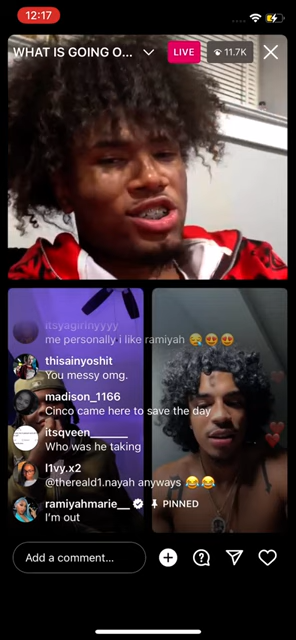 12:17
WHAT IS GOING O...
LIVE
11.7K
itsyagirlnyyyy
me personally i like ramiyah 😪😍😍
thisainyoshit
You messy omg.
madison_1166
Cinco came here to save the day
itsqveen_______
Who was he taking
l1vy.x2
@thereald1.nayah anyways 😂😂
ramiyahmarie__ PINNED
I'm out
Add a comment...